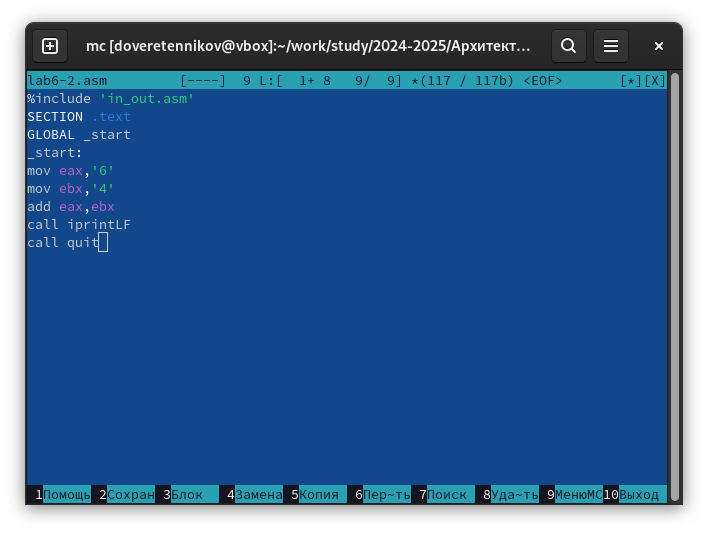 mc [doveretennikov@vbox]:~/work/study/2024-2025/Архитект...
lab6-2.asm [----] 9 L:[ 1+ 8 9/ 9] *(117 / 117b) <EOF> [*][X]
%include 'in_out.asm'
SECTION .text
GLOBAL _start
_start:
mov eax,'6'
mov ebx,'4'
add eax,ebx
call iprintLF
call quit
1Помощь 2Сохран 3Блок 4Замена 5Копия 6Пер~ть 7Поиск 8Уда~ть 9МенюМС 10Выход